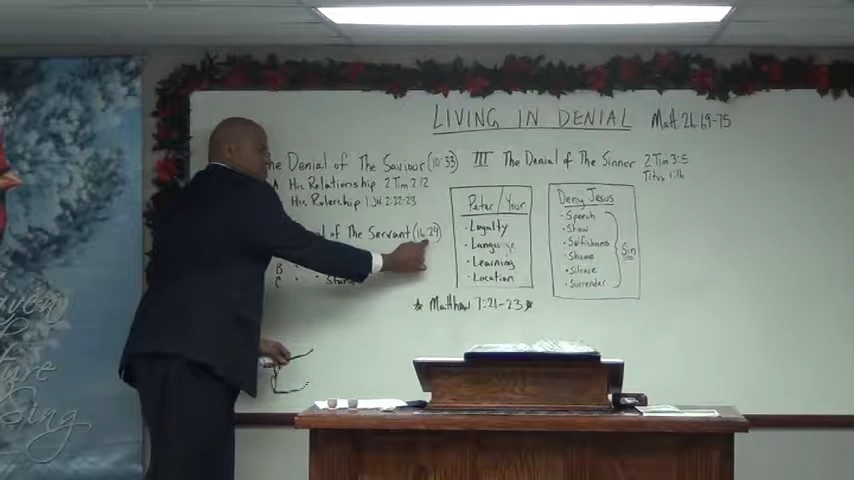 LIVING IN DENIAL Matt. 26:69-75
he Denial of The Saviour (10:33)
A His Relationship 2 Tim 2:12
His Rulership 1 JN 2:22-23
of The Servant (16:24)
B "
C " "
III The Denial of The Sinner 2 Tim 3:5
Titus 1:16
Peter/Your
• Loyalty
• Language
• Learning
• Location
Deny Jesus
• Speech
• Show
• Selfishness
• Shame
• Silence
• Surrender
Sin
★ Matthew 7:21-23 ★